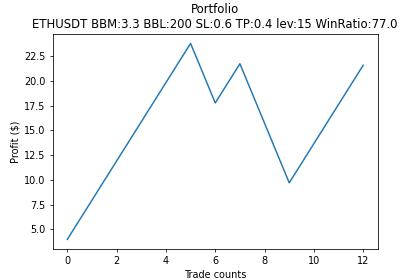 Portfolio
ETHUSDT BBM:3.3 BBL:200 SL:0.6 TP:0.4 lev:15 WinRatio:77.0
Profit ($)
22.5
20.0
17.5
15.0
12.5
10.0
7.5
5.0
0 2 4 6 8 10 12
Trade counts